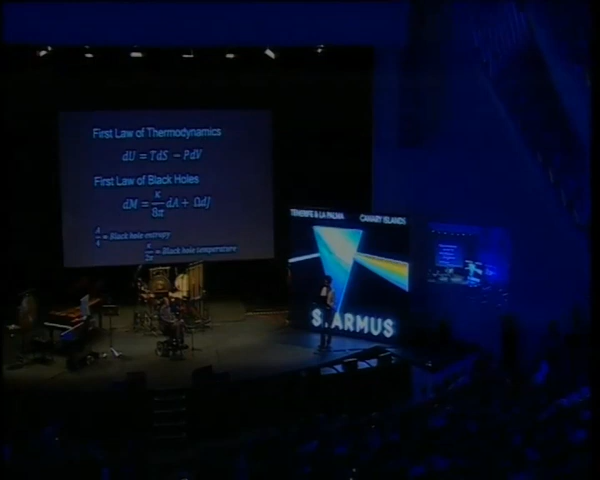 First Law of Thermodynamics
dU = TdS − PdV
First Law of Black Holes
dM = κ/8π dA + ΩdJ
A/4 = Black hole entropy
κ/2π = Black hole temperature
TENERIFE & LA PALMA CANARY ISLANDS
STARMUS